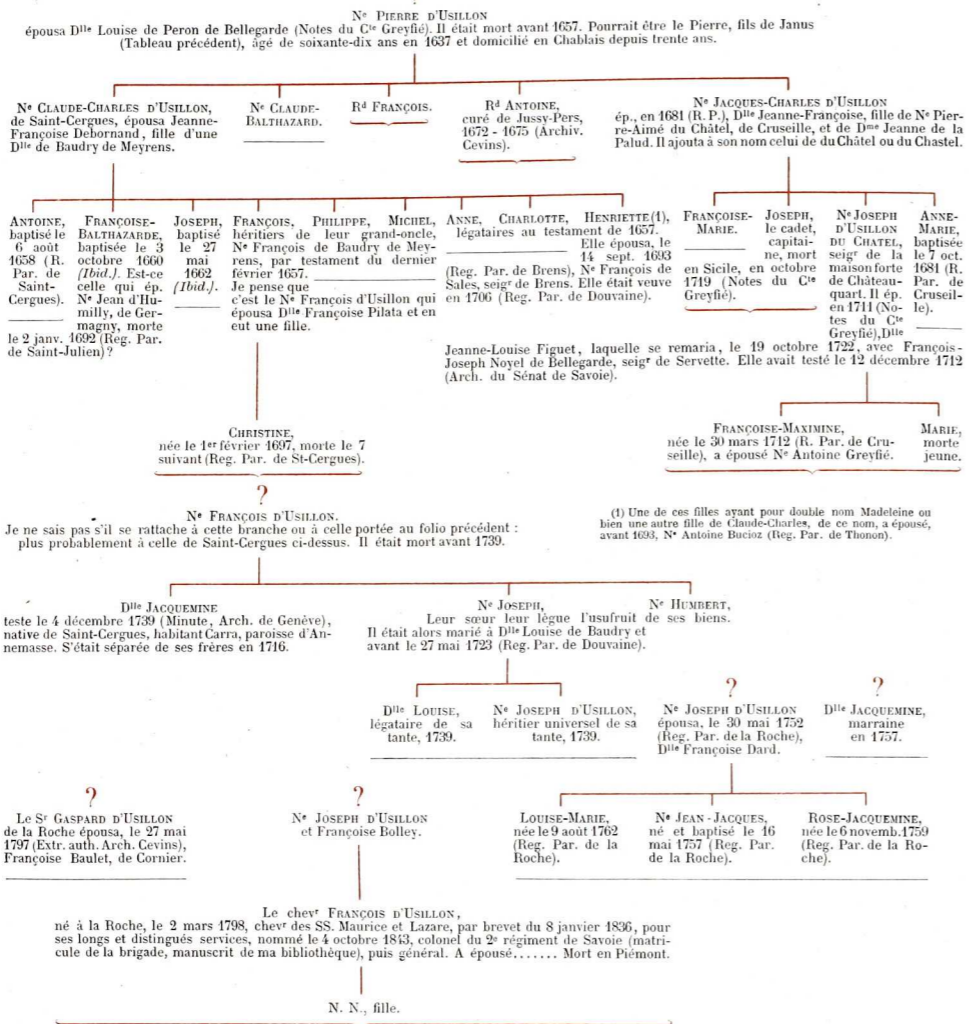 Nᵉ PIERRE D'USILLON
épousa Dˡˡᵉ Louise de Peron de Bellegarde (Notes du Cᵗᵉ Greyfié). Il était mort avant 1657. Pourrait être le Pierre, fils de Janus
(Tableau précédent), âgé de soixante-dix ans en 1637 et domicilié en Chablais depuis trente ans.
Nᵉ CLAUDE-CHARLES D'USILLON,
de Saint-Cergues, épousa Jeanne-
Françoise Debornand, fille d'une
Dˡˡᵉ de Baudry de Meyrens.
Nᵉ CLAUDE-
BALTHAZARD.
Rᵈ FRANÇOIS.
Rᵈ ANTOINE,
curé de Jussy-Pers,
1672 - 1675 (Archiv.
Cevins).
Nᵉ JACQUES-CHARLES D'USILLON
ép., en 1681 (R. P.), Dˡˡᵉ Jeanne-Françoise, fille de Nᵉ Pier-
re-Aimé du Châtel, de Cruseille, et de Dᵐᵉ Jeanne de la
Palud. Il ajouta à son nom celui de du Châtel ou du Chastel.
ANTOINE,
baptisé le
6 août
1658 (R.
Par. de
Saint-
Cergues).
FRANÇOISE-
BALTHAZARDE,
baptisée le 3
octobre 1660
(Ibid.). Est-ce
celle qui ép.
Nᵉ Jean d'Hu-
milly, de Ger-
magny, morte
le 2 janv. 1692 (Reg. Par.
de Saint-Julien) ?
JOSEPH,
baptisé
le 27
mai
1662
(Ibid.).
FRANÇOIS, PHILIPPE, MICHEL,
héritiers de leur grand-oncle,
Nᵉ François de Baudry de Mey-
rens, par testament du dernier
février 1657.
Je pense que
c'est le Nᵉ François d'Usillon qui
épousa Dˡˡᵉ Françoise Pilata et en
eut une fille.
ANNE, CHARLOTTE, HENRIETTE(1),
légataires au testament de 1657.
Elle épousa, le
14 sept. 1693
(Reg. Par. de Brens), Nᵉ François de
Sales, seigʳ de Brens. Elle était veuve
en 1706 (Reg. Par. de Douvaine).
FRANÇOISE-
MARIE.
JOSEPH,
le cadet,
capitai-
ne, mort
en Sicile, en octobre
1719 (Notes du Cᵗᵉ
Greyfié).
Nᵉ JOSEPH
D'USILLON
DU CHATEL,
seigʳ de la
maison forte
de Château-
quart. Il ép.
en 1711 (No-
tes du Cᵗᵉ
Greyfié), Dˡˡᵉ
Jeanne-Louise Figuet, laquelle se remaria, le 19 octobre 1722, avec François-
Joseph Noyel de Bellegarde, seigʳ de Servette. Elle avait testé le 12 décembre 1712
(Arch. du Sénat de Savoie).
ANNE-
MARIE,
baptisée
le 7 oct.
1681 (R.
Par. de
Cruseil-
le).
CHRISTINE,
née le 1ᵉʳ février 1697, morte le 7
suivant (Reg. Par. de St-Cergues).
FRANÇOISE-MAXIMINE,
née le 30 mars 1712 (R. Par. de Cru-
seille), a épousé Nᵉ Antoine Greyfié.
MARIE,
morte
jeune.
?
Nᵉ FRANÇOIS D'USILLON.
Je ne sais pas s'il se rattache à cette branche ou à celle portée au folio précédent :
plus probablement à celle de Saint-Cergues ci-dessus. Il était mort avant 1739.
(1) Une de ces filles ayant pour double nom Madeleine ou
bien une autre fille de Claude-Charles, de ce nom, a épousé,
avant 1693, Nᵉ Antoine Bucioz (Reg. Par. de Thonon).
Dˡˡᵉ JACQUEMINE
teste le 4 décembre 1739 (Minute, Arch. de Genève),
native de Saint-Cergues, habitant Carra, paroisse d'An-
nemasse. S'était séparée de ses frères en 1716.
Nᵉ JOSEPH, Nᵉ HUMBERT,
Leur sœur leur lègue l'usufruit de ses biens.
Il était alors marié à Dˡˡᵉ Louise de Baudry et
avant le 27 mai 1723 (Reg. Par. de Douvaine).
Dˡˡᵉ LOUISE,
légataire de sa
tante, 1739.
Nᵉ JOSEPH D'USILLON,
héritier universel de sa
tante, 1739.
?
Nᵉ JOSEPH D'USILLON
épousa, le 30 mai 1752
(Reg. Par. de la Roche),
Dˡˡᵉ Françoise Dard.
?
Dˡˡᵉ JACQUEMINE,
marraine
en 1757.
?
Le Sʳ GASPARD D'USILLON
de la Roche épousa, le 27 mai
1797 (Extr. auth. Arch. Cevins),
Françoise Baulet, de Cornier.
?
Nᵉ JOSEPH D'USILLON
et Françoise Bolley.
LOUISE-MARIE,
née le 9 août 1762
(Reg. Par. de la
Roche).
Nᵉ JEAN-JACQUES,
né et baptisé le 16
mai 1757 (Reg. Par.
de la Roche).
ROSE-JACQUEMINE,
née le 6 novemb. 1759
(Reg. Par. de la Ro-
che).
Le chevʳ FRANÇOIS D'USILLON,
né à la Roche, le 2 mars 1798, chevʳ des SS. Maurice et Lazare, par brevet du 8 janvier 1836, pour
ses longs et distingués services, nommé le 4 octobre 1843, colonel du 2ᵉ régiment de Savoie (matri-
cule de la brigade, manuscrit de ma bibliothèque), puis général. A épousé....... Mort en Piémont.
N. N., fille.